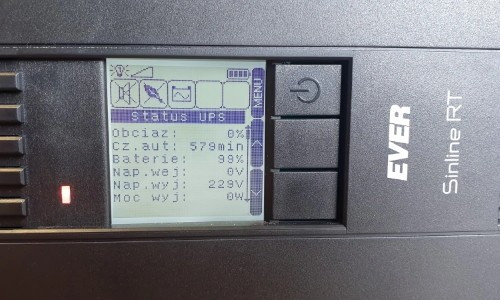 MENU
Status UPS
Obciaz: 0%
Cz.aut: 579min
Baterie: 99%
Nap.wej: 0V
Nap.wyj: 229V
Moc wyj: 0W
EVER
Sinline RT